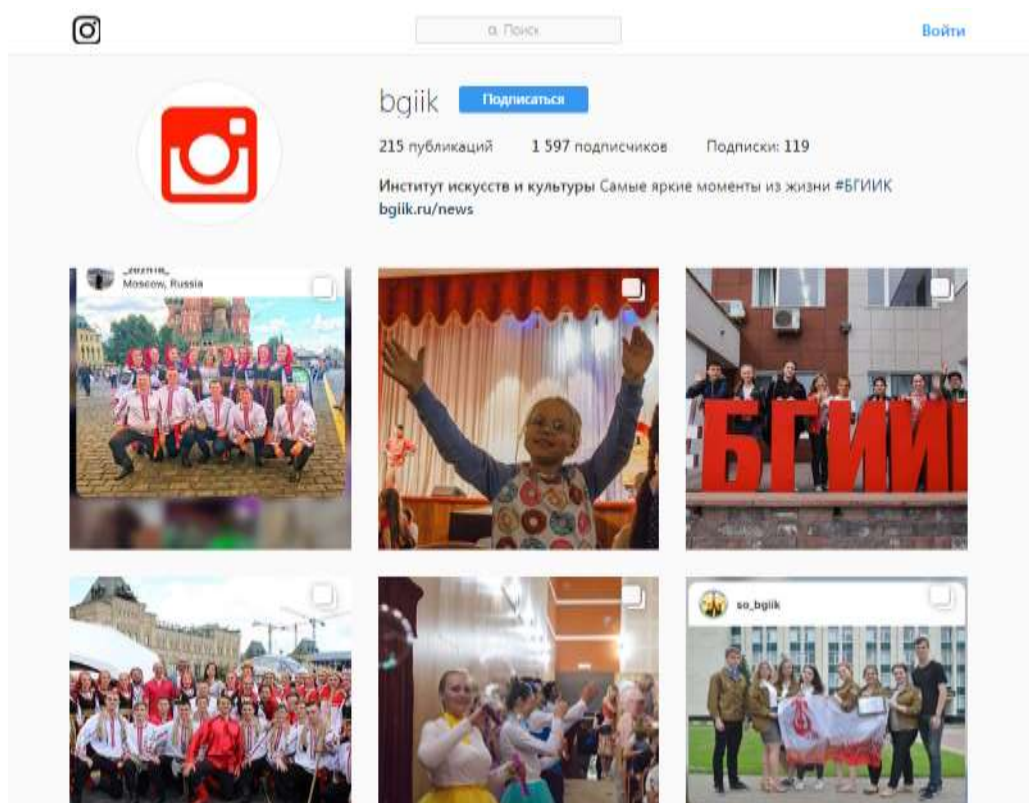 Поиск
Войти
bgiik Подписаться
215 публикаций 1 597 подписчиков Подписки: 119
Институт искусств и культуры Самые яркие моменты из жизни #БГИИК
bgiik.ru/news
Moscow, Russia
БГИИК
so_bgiik